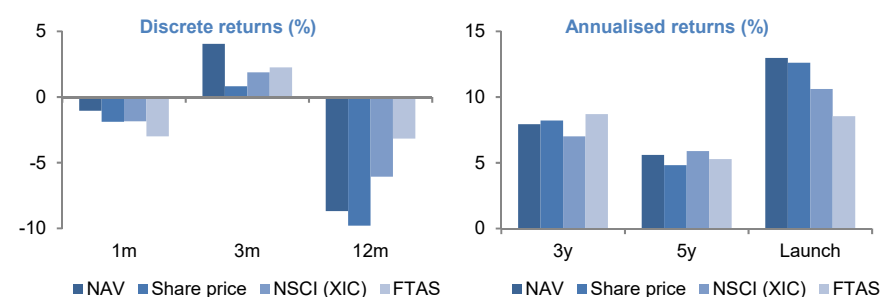 Discrete returns (%)
5
0
-5
-10
1m 3m 12m
NAV Share price NSCI (XIC) FTAS
Annualised returns (%)
15
10
5
0
3y 5y Launch
NAV Share price NSCI (XIC) FTAS